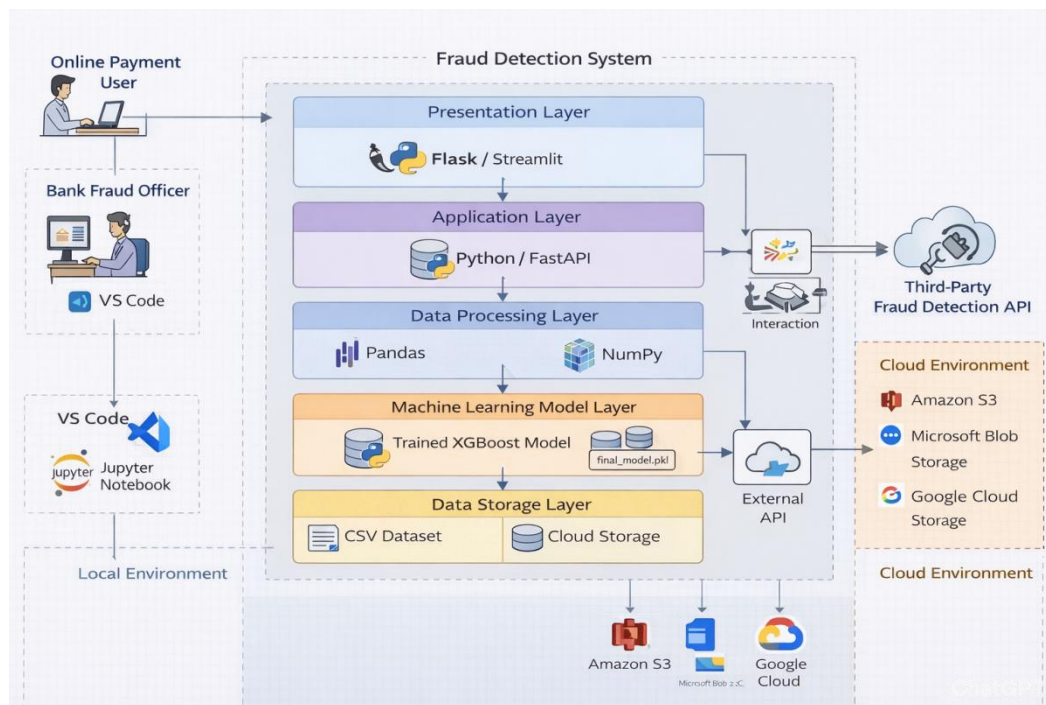 Online Payment
User
Fraud Detection System
Presentation Layer
Flask / Streamlit
Bank Fraud Officer
VS Code
Application Layer
Python / FastAPI
Interaction
Third-Party
Fraud Detection API
Data Processing Layer
Pandas
NumPy
VS Code
jupyter
Jupyter
Notebook
Machine Learning Model Layer
Trained XGBoost Model
final_model.pkl
External
API
Cloud Environment
Amazon S3
Microsoft Blob
Storage
Google Cloud
Storage
Data Storage Layer
CSV Dataset
Cloud Storage
Local Environment
Cloud Environment
Amazon S3
Microsoft Bob
Google
Cloud
ChatGPT